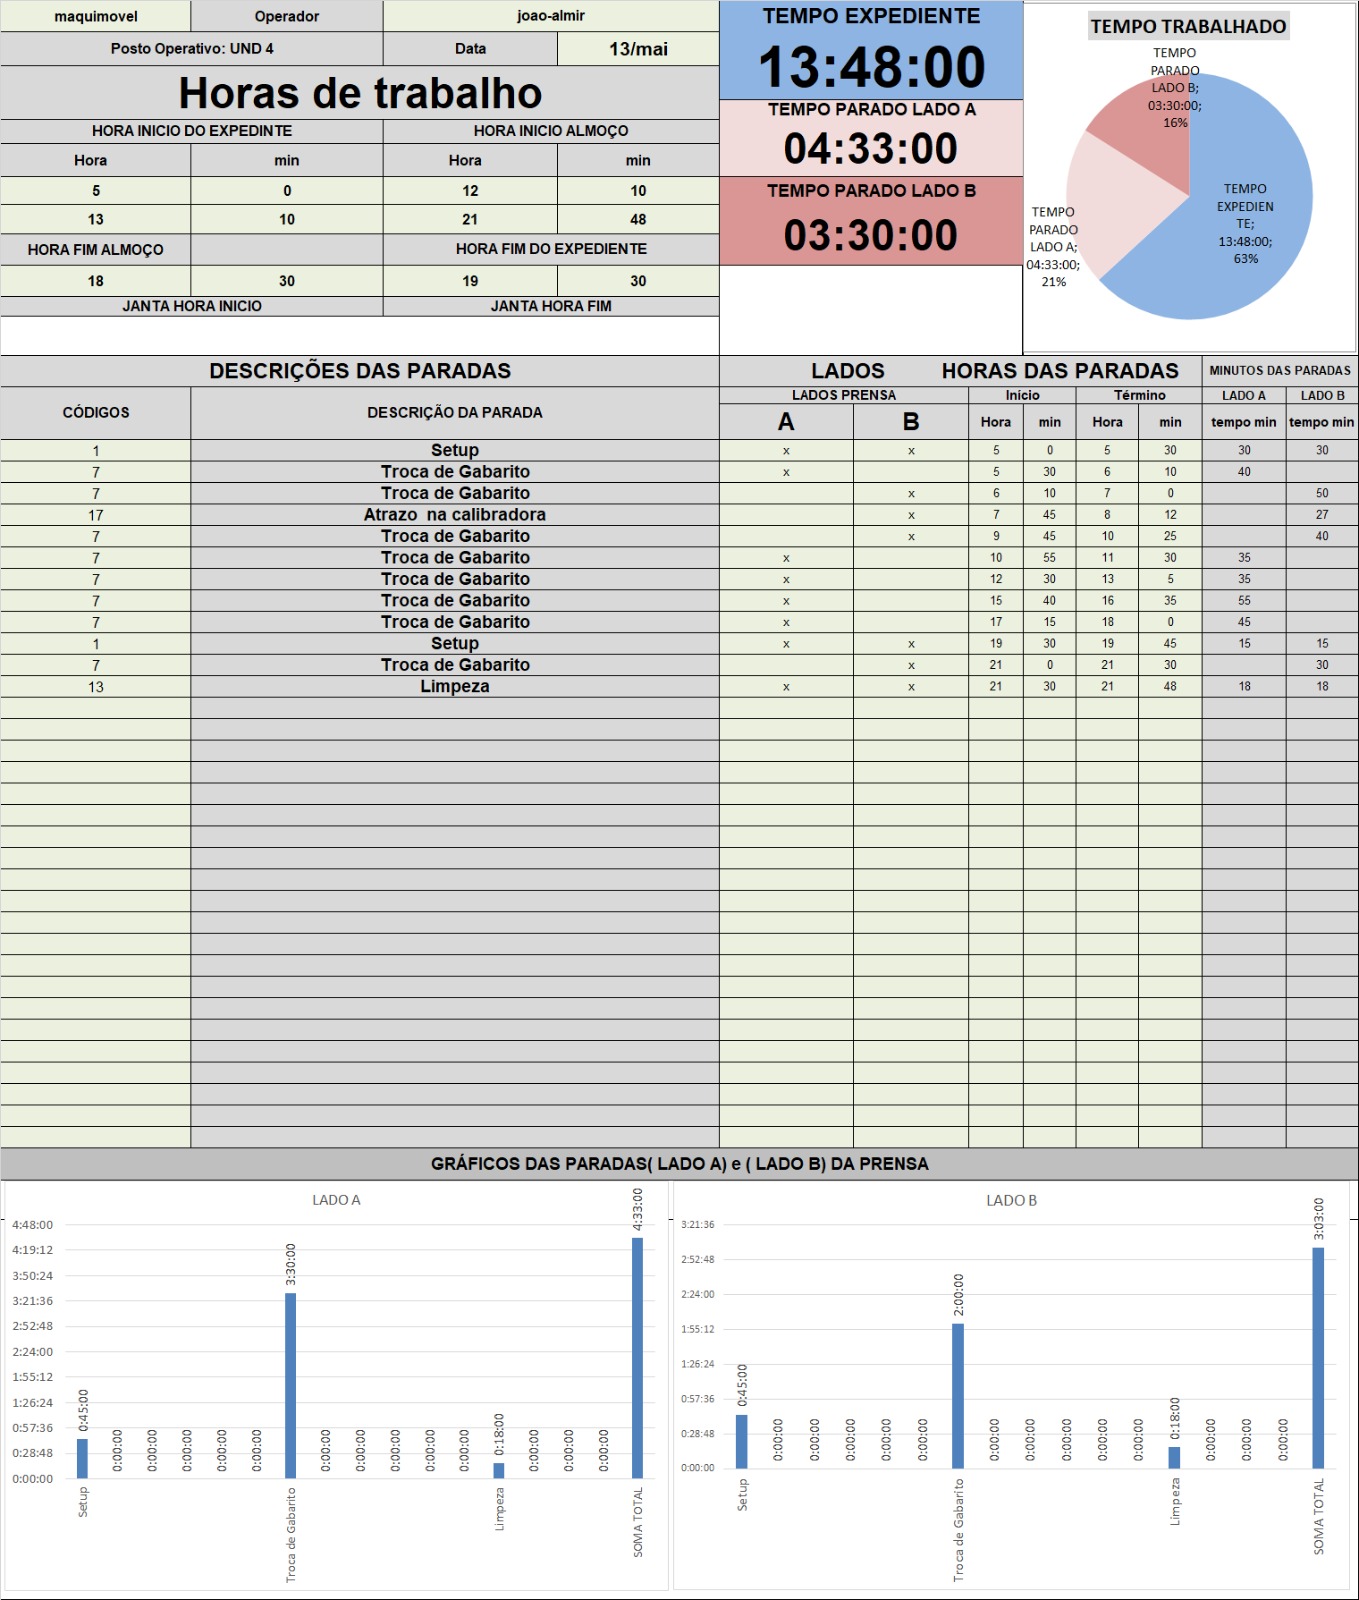 maquimovel Operador joao-almir
Posto Operativo: UND 4 Data 13/mai
Horas de trabalho
HORA INICIO DO EXPEDINTE HORA INICIO ALMOÇO
Hora min Hora min
5 0 12 10
13 10 21 48
HORA FIM ALMOÇO HORA FIM DO EXPEDIENTE
18 30 19 30
JANTA HORA INICIO JANTA HORA FIM
TEMPO EXPEDIENTE
13:48:00
TEMPO PARADO LADO A
04:33:00
TEMPO PARADO LADO B
03:30:00
TEMPO TRABALHADO
TEMPO
PARADO
LADO B;
03:30:00;
16%
TEMPO
EXPEDIEN
TE;
13:48:00;
63%
TEMPO
PARADO
LADO A;
04:33:00;
21%
DESCRIÇÕES DAS PARADAS LADOS HORAS DAS PARADAS MINUTOS DAS PARADAS
CÓDIGOS DESCRIÇÃO DA PARADA LADOS PRENSA Início Término LADO A LADO B
A B Hora min Hora min tempo min tempo min
1 Setup x x 5 0 5 30 30 30
7 Troca de Gabarito x 5 30 6 10 40
7 Troca de Gabarito x 6 10 7 0 50
17 Atrazo na calibradora x 7 45 8 12 27
7 Troca de Gabarito x 9 45 10 25 40
7 Troca de Gabarito x 10 55 11 30 35
7 Troca de Gabarito x 12 30 13 5 35
7 Troca de Gabarito x 15 40 16 35 55
7 Troca de Gabarito x 17 15 18 0 45
1 Setup x x 19 30 19 45 15 15
7 Troca de Gabarito x 21 0 21 30 30
13 Limpeza x x 21 30 21 48 18 18
GRÁFICOS DAS PARADAS( LADO A) e ( LADO B) DA PRENSA
LADO A
4:48:00
4:19:12
3:50:24
3:21:36
2:52:48
2:24:00
1:55:12
1:26:24
0:57:36
0:28:48
0:00:00
0:45:00 0:00:00 0:00:00 0:00:00 0:00:00 0:00:00 3:30:00 0:00:00 0:00:00 0:00:00 0:00:00 0:00:00 0:18:00 0:00:00 0:00:00 0:00:00 4:33:00
Setup Troca de Gabarito Limpeza SOMA TOTAL
LADO B
3:21:36
2:52:48
2:24:00
1:55:12
1:26:24
0:57:36
0:28:48
0:00:00
0:45:00 0:00:00 0:00:00 0:00:00 0:00:00 0:00:00 2:00:00 0:00:00 0:00:00 0:00:00 0:00:00 0:00:00 0:18:00 0:00:00 0:00:00 0:00:00 3:03:00
Setup Troca de Gabarito Limpeza SOMA TOTAL